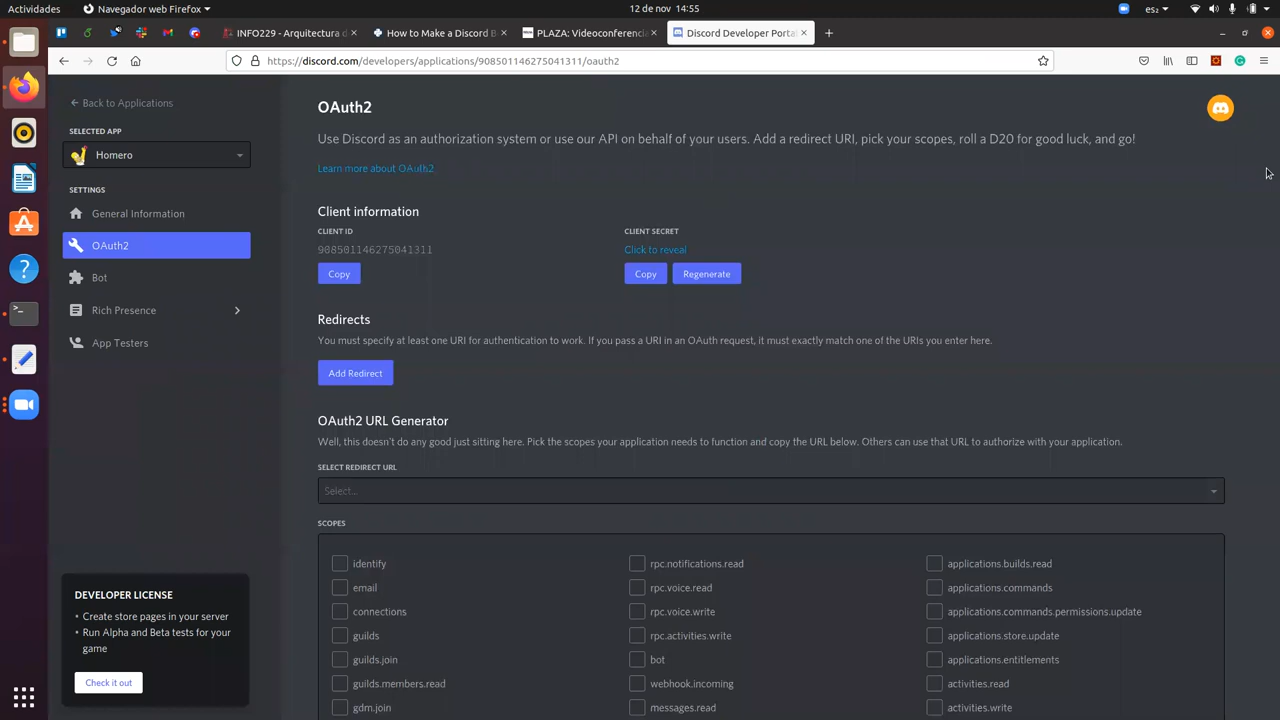 Actividades
Navegador web Firefox
12 de nov  14:55
es₂
INFO229 - Arquitectura d
How to Make a Discord B
PLAZA: Videoconferencia
Discord Developer Porta
https://discord.com/developers/applications/908501146275041311/oauth2
← Back to Applications
SELECTED APP
Homero
SETTINGS
General Information
OAuth2
Bot
Rich Presence
App Testers
DEVELOPER LICENSE
• Create store pages in your server
• Run Alpha and Beta tests for your
game
Check it out
OAuth2
Use Discord as an authorization system or use our API on behalf of your users. Add a redirect URI, pick your scopes, roll a D20 for good luck, and go!
Learn more about OAuth2
Client information
CLIENT ID
908501146275041311
Copy
CLIENT SECRET
Click to reveal
Copy
Regenerate
Redirects
You must specify at least one URI for authentication to work. If you pass a URI in an OAuth request, it must exactly match one of the URIs you enter here.
Add Redirect
OAuth2 URL Generator
Well, this doesn't do any good just sitting here. Pick the scopes your application needs to function and copy the URL below. Others can use that URL to authorize with your application.
SELECT REDIRECT URL
Select...
SCOPES
identify
email
connections
guilds
guilds.join
guilds.members.read
gdm.join
rpc.notifications.read
rpc.voice.read
rpc.voice.write
rpc.activities.write
bot
webhook.incoming
messages.read
applications.builds.read
applications.commands
applications.commands.permissions.update
applications.store.update
applications.entitlements
activities.read
activities.write